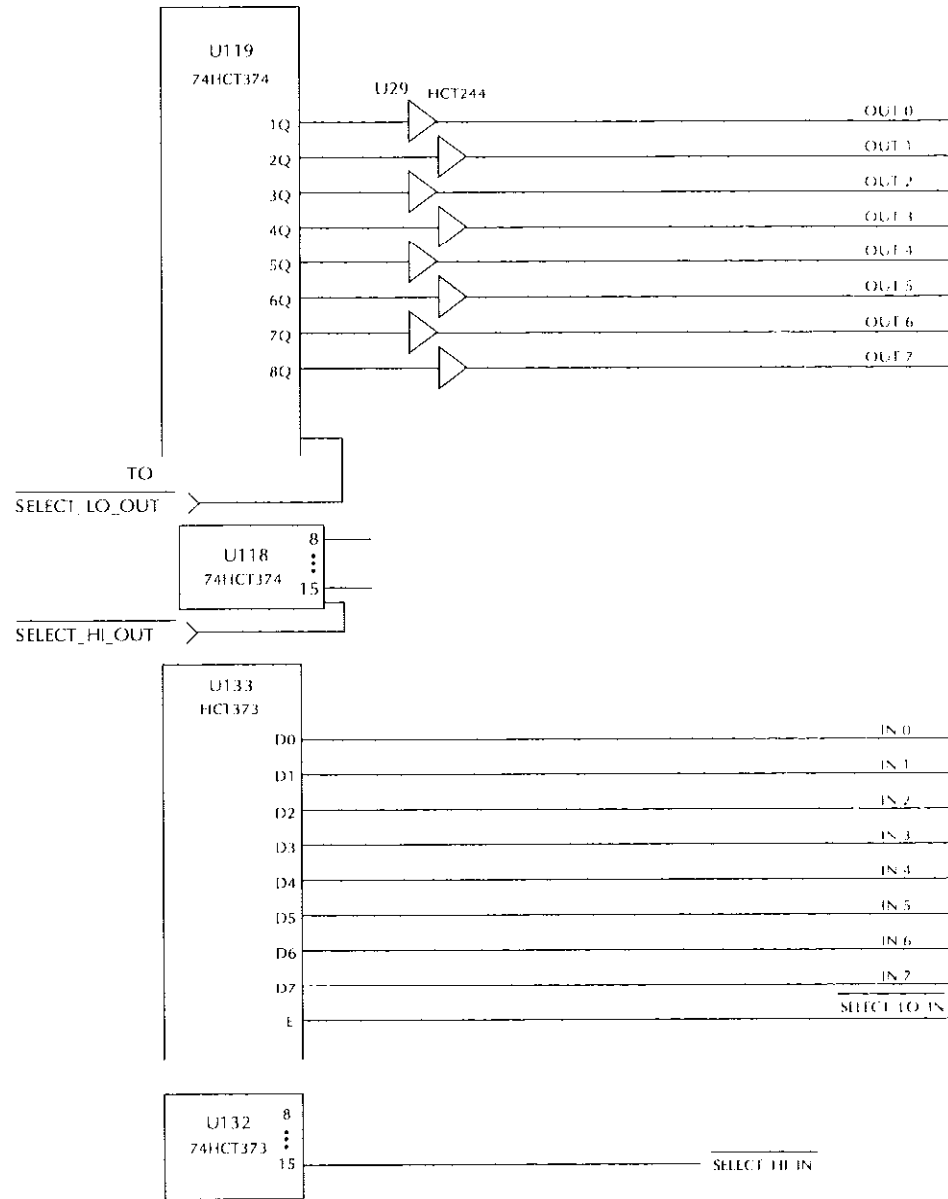 U119
74HCT374
U29 HCT244
1Q
OUT 0
2Q
OUT 1
3Q
OUT 2
4Q
OUT 3
5Q
OUT 4
6Q
OUT 5
7Q
OUT 6
8Q
OUT 7
TO
SELECT_LO_OUT
U118
74HCT374
8
15
SELECT_HI_OUT
U133
HCT373
D0
IN 0
D1
IN 1
D2
IN 2
D3
IN 3
D4
IN 4
D5
IN 5
D6
IN 6
D7
IN 7
SELECT LO IN
E
U132
74HCT373
8
15
SELECT HI IN